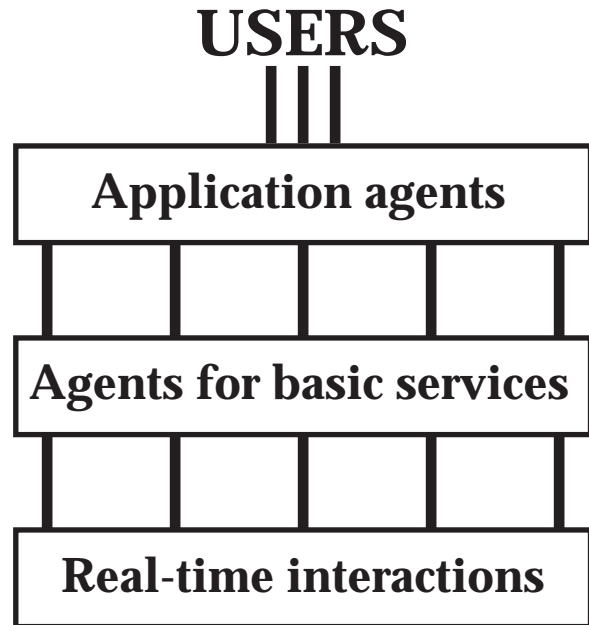 USERS
Application agents
Agents for basic services
Real-time interactions